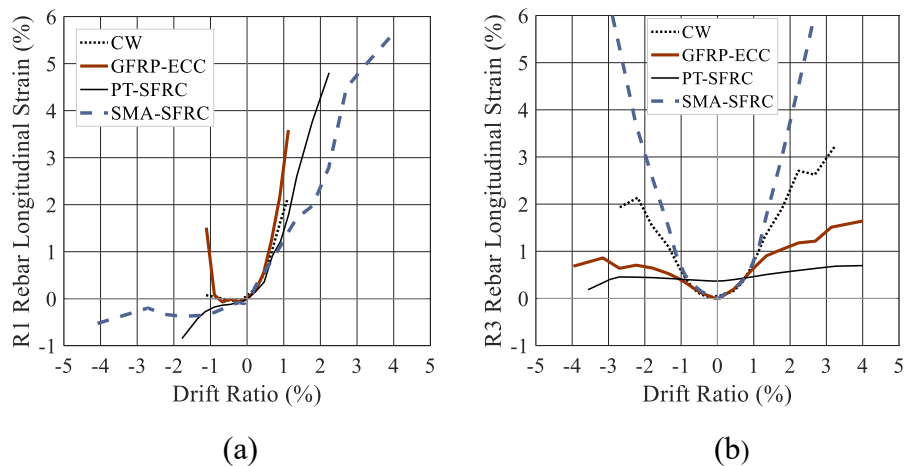 6
5
4
3
2
1
0
-1
R1 Rebar Longitudinal Strain (%)
CW
GFRP-ECC
PT-SFRC
SMA-SFRC
-5 -4 -3 -2 -1 0 1 2 3 4 5
Drift Ratio (%)
(a)
6
5
4
3
2
1
0
-1
R3 Rebar Longitudinal Strain (%)
CW
GFRP-ECC
PT-SFRC
SMA-SFRC
-5 -4 -3 -2 -1 0 1 2 3 4 5
Drift Ratio (%)
(b)